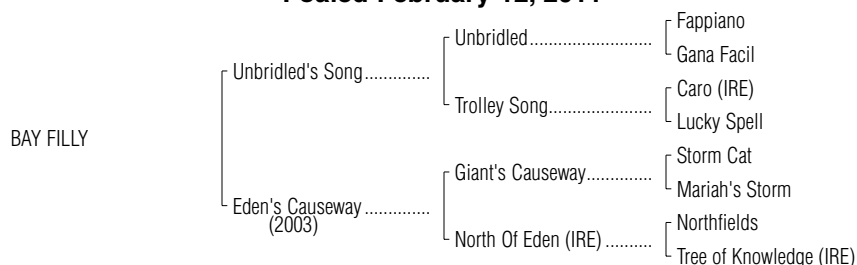 Foaled February 12, 2011
Fappiano
Unbridled
Gana Facil
Unbridled's Song
Caro (IRE)
Trolley Song
Lucky Spell
BAY FILLY
Storm Cat
Giant's Causeway
Mariah's Storm
Eden's Causeway
(2003)
Northfields
North Of Eden (IRE)
Tree of Knowledge (IRE)